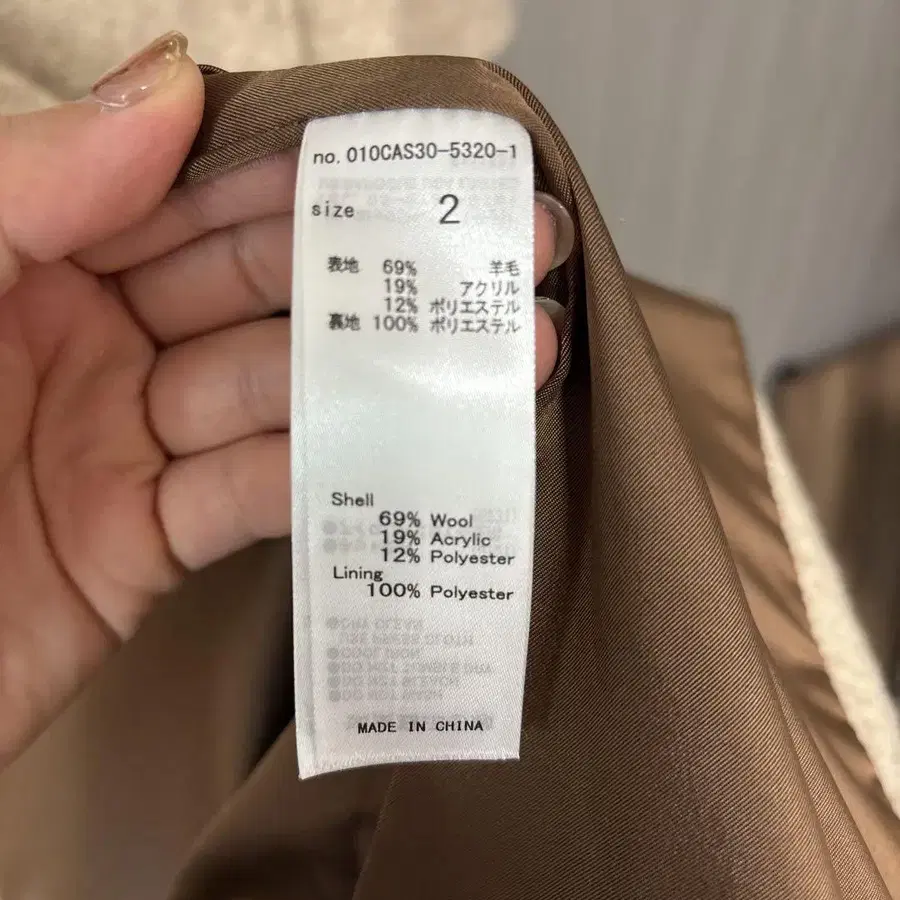 no. 010CAS30-5320-1
size 2
表地 69% 羊毛
19% アクリル
12% ポリエステル
裏地 100% ポリエステル
Shell
69% Wool
19% Acrylic
12% Polyester
Lining
100% Polyester
MADE IN CHINA